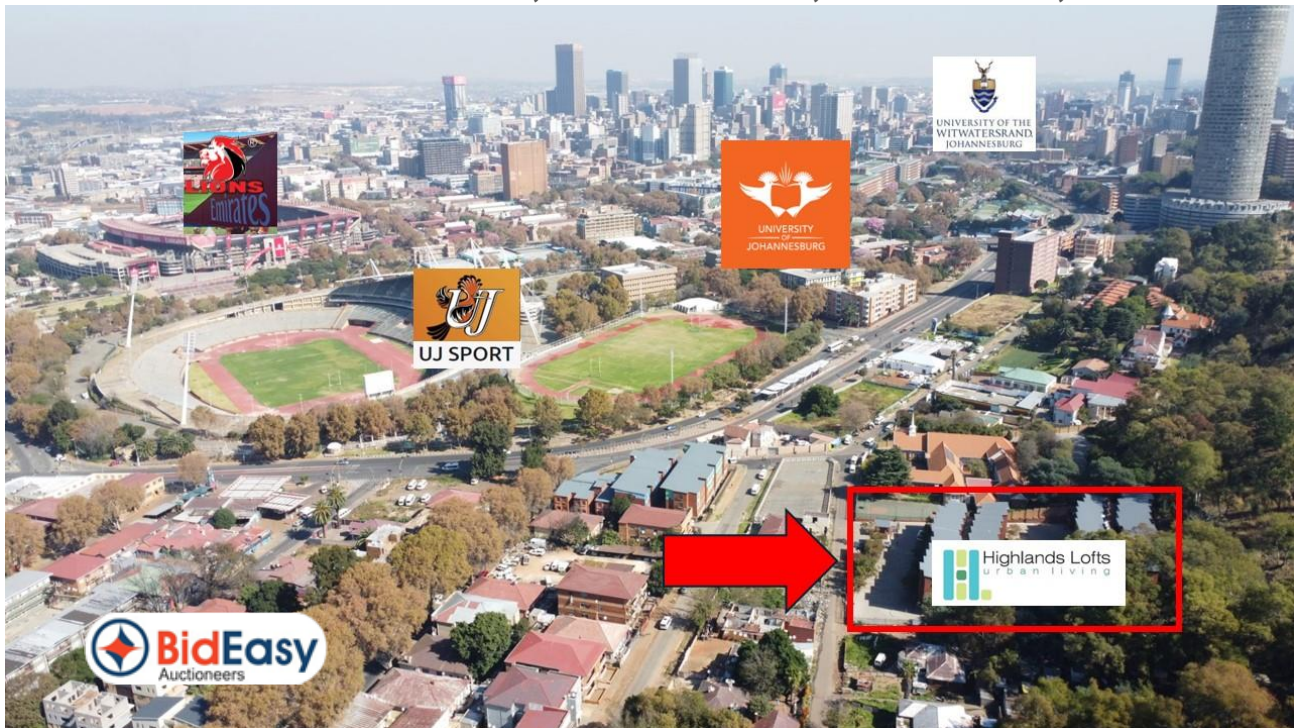 UNIVERSITY OF THE
WITWATERSRAND,
JOHANNESBURG
LIONS
Emirates
UNIVERSITY
OF
JOHANNESBURG
UJ
UJ SPORT
Highlands Lofts
urban living
BidEasy
Auctioneers